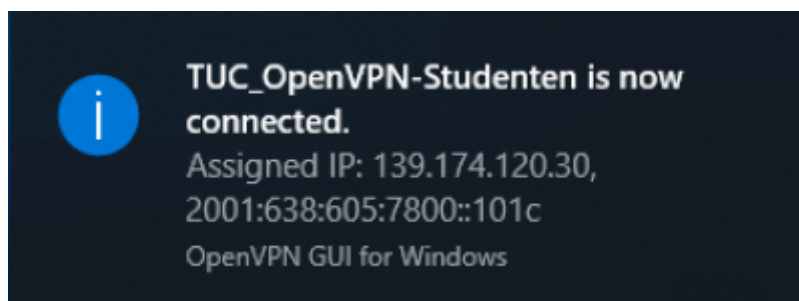 TUC_OpenVPN-Studenten is now
connected.
Assigned IP: 139.174.120.30,
2001:638:605:7800::101c
OpenVPN GUI for Windows